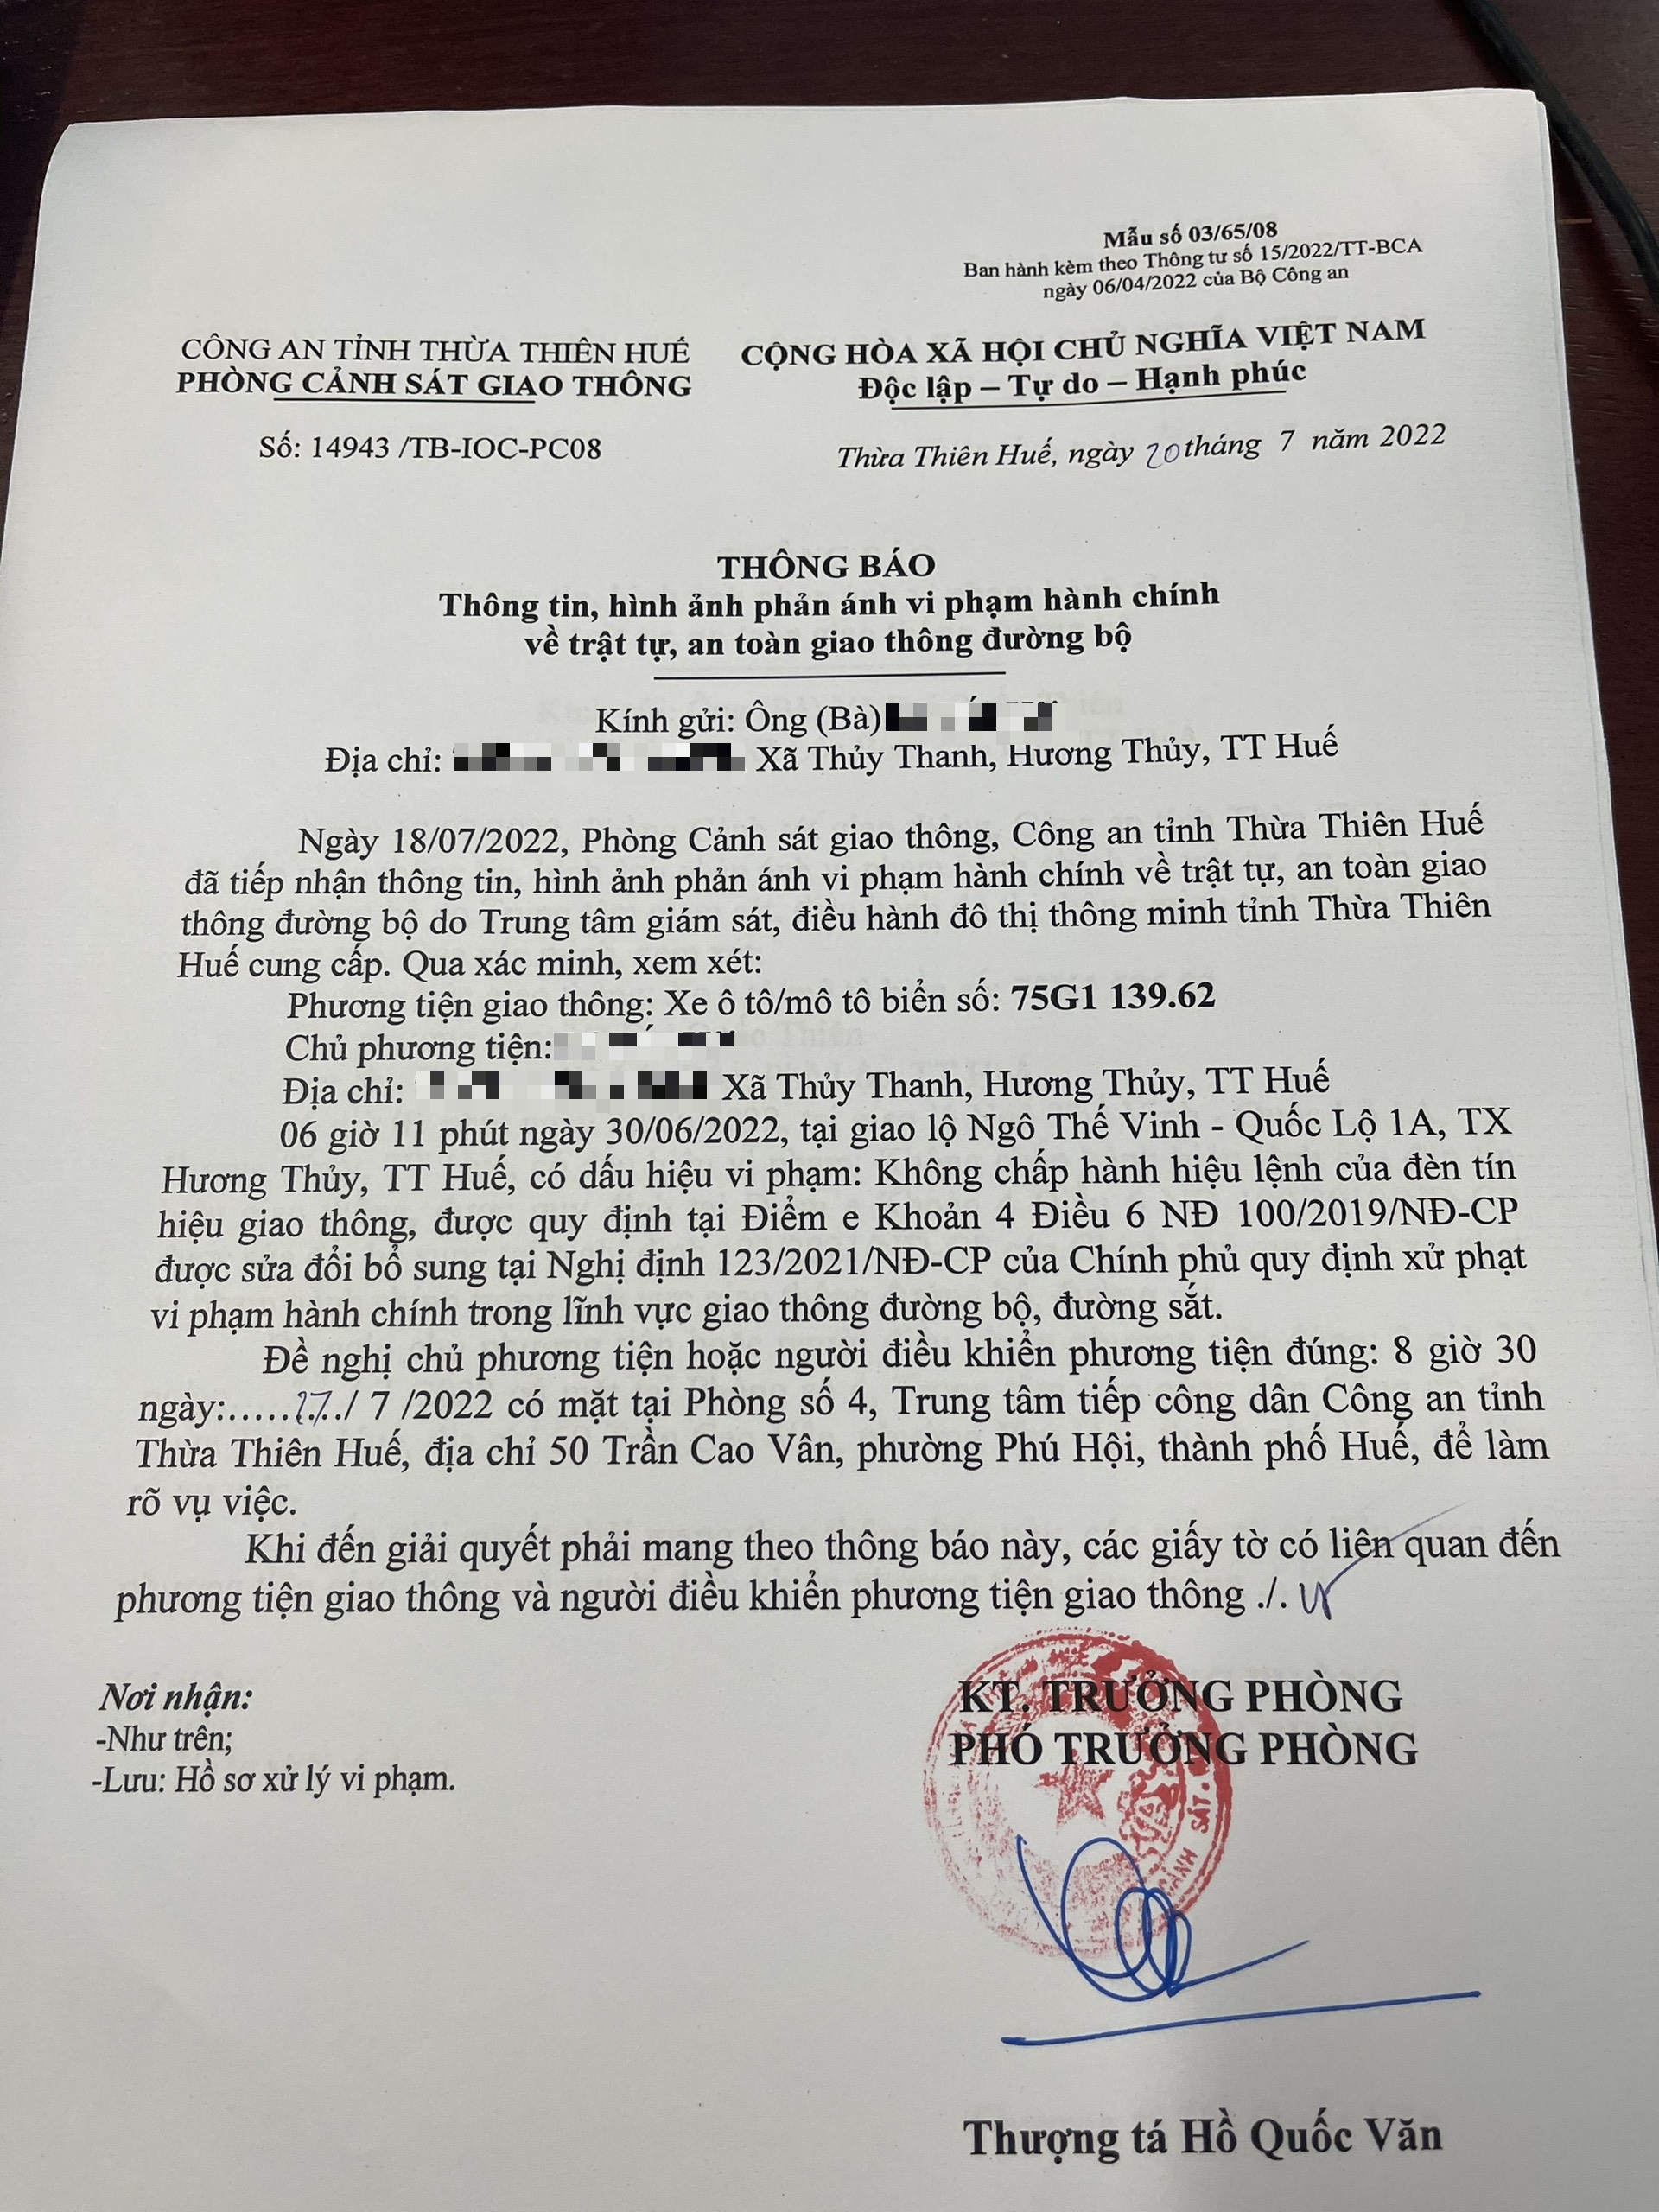 Mẫu số 03/65/08
Ban hành kèm theo Thông tư số 15/2022/TT-BCA
ngày 06/04/2022 của Bộ Công an
CÔNG AN TỈNH THỪA THIÊN HUẾ
PHÒNG CẢNH SÁT GIAO THÔNG
CỘNG HÒA XÃ HỘI CHỦ NGHĨA VIỆT NAM
Độc lập – Tự do – Hạnh phúc
Số: 14943 /TB-IOC-PC08
Thừa Thiên Huế, ngày 20 tháng 7 năm 2022
THÔNG BÁO
Thông tin, hình ảnh phản ánh vi phạm hành chính
về trật tự, an toàn giao thông đường bộ
Kính gửi: Ông (Bà)
Địa chỉ: Xã Thủy Thanh, Hương Thủy, TT Huế
Ngày 18/07/2022, Phòng Cảnh sát giao thông, Công an tỉnh Thừa Thiên Huế
đã tiếp nhận thông tin, hình ảnh phản ánh vi phạm hành chính về trật tự, an toàn giao
thông đường bộ do Trung tâm giám sát, điều hành đô thị thông minh tỉnh Thừa Thiên
Huế cung cấp. Qua xác minh, xem xét:
Phương tiện giao thông: Xe ô tô/mô tô biển số: 75G1 139.62
Chủ phương tiện:
Địa chỉ: Xã Thủy Thanh, Hương Thủy, TT Huế
06 giờ 11 phút ngày 30/06/2022, tại giao lộ Ngô Thế Vinh - Quốc Lộ 1A, TX
Hương Thủy, TT Huế, có dấu hiệu vi phạm: Không chấp hành hiệu lệnh của đèn tín
hiệu giao thông, được quy định tại Điểm e Khoản 4 Điều 6 NĐ 100/2019/NĐ-CP
được sửa đổi bổ sung tại Nghị định 123/2021/NĐ-CP của Chính phủ quy định xử phạt
vi phạm hành chính trong lĩnh vực giao thông đường bộ, đường sắt.
Đề nghị chủ phương tiện hoặc người điều khiển phương tiện đúng: 8 giờ 30
ngày:.....27../ 7 /2022 có mặt tại Phòng số 4, Trung tâm tiếp công dân Công an tỉnh
Thừa Thiên Huế, địa chỉ 50 Trần Cao Vân, phường Phú Hội, thành phố Huế, để làm
rõ vụ việc.
Khi đến giải quyết phải mang theo thông báo này, các giấy tờ có liên quan đến
phương tiện giao thông và người điều khiển phương tiện giao thông ./.
Nơi nhận:
-Như trên;
-Lưu: Hồ sơ xử lý vi phạm.
KT. TRƯỞNG PHÒNG
PHÓ TRƯỞNG PHÒNG
CẢNH SÁT
Thượng tá Hồ Quốc Văn